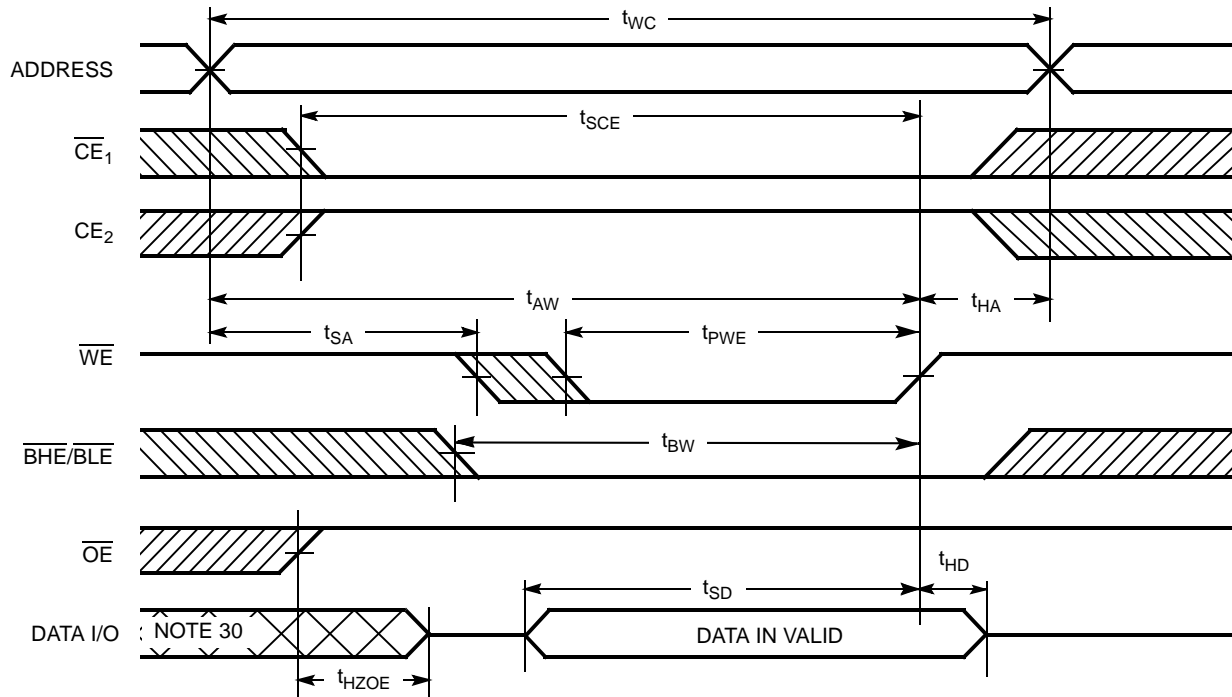 tWC
ADDRESS
tSCE
CE1
CE2
tAW
tHA
tSA
tPWE
WE
tBW
BHE/BLE
OE
tHD
tSD
DATA I/O
NOTE 30
DATA IN VALID
tHZOE